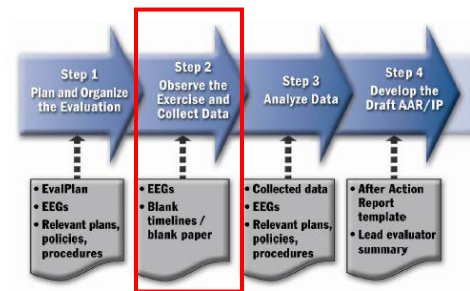 Step 1
Plan and Organize
the Evaluation
Step 2
Observe the
Exercise and
Collect Data
Step 3
Analyze Data
Step 4
Develop the
Draft AAR/IP
• EvalPlan
• EEGs
• Relevant plans,
policies,
procedures
• EEGs
• Blank
timelines /
blank paper
• Collected data
• EEGs
• Relevant plans,
policies,
procedures
• After Action
Report
template
• Lead evaluator
summary